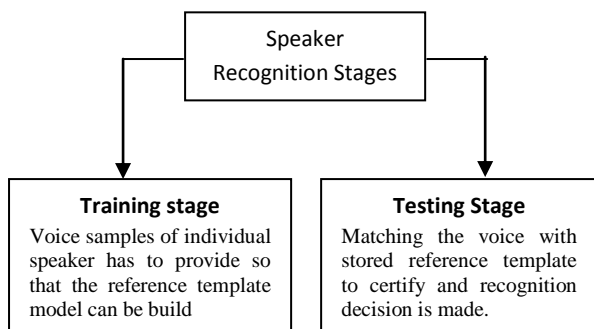 Speaker
Recognition Stages
Training stage
Voice samples of individual
speaker has to provide so
that the reference template
model can be build
Testing Stage
Matching the voice with
stored reference template
to certify and recognition
decision is made.